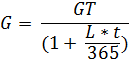 G = GT / (1 + L * t / 365)